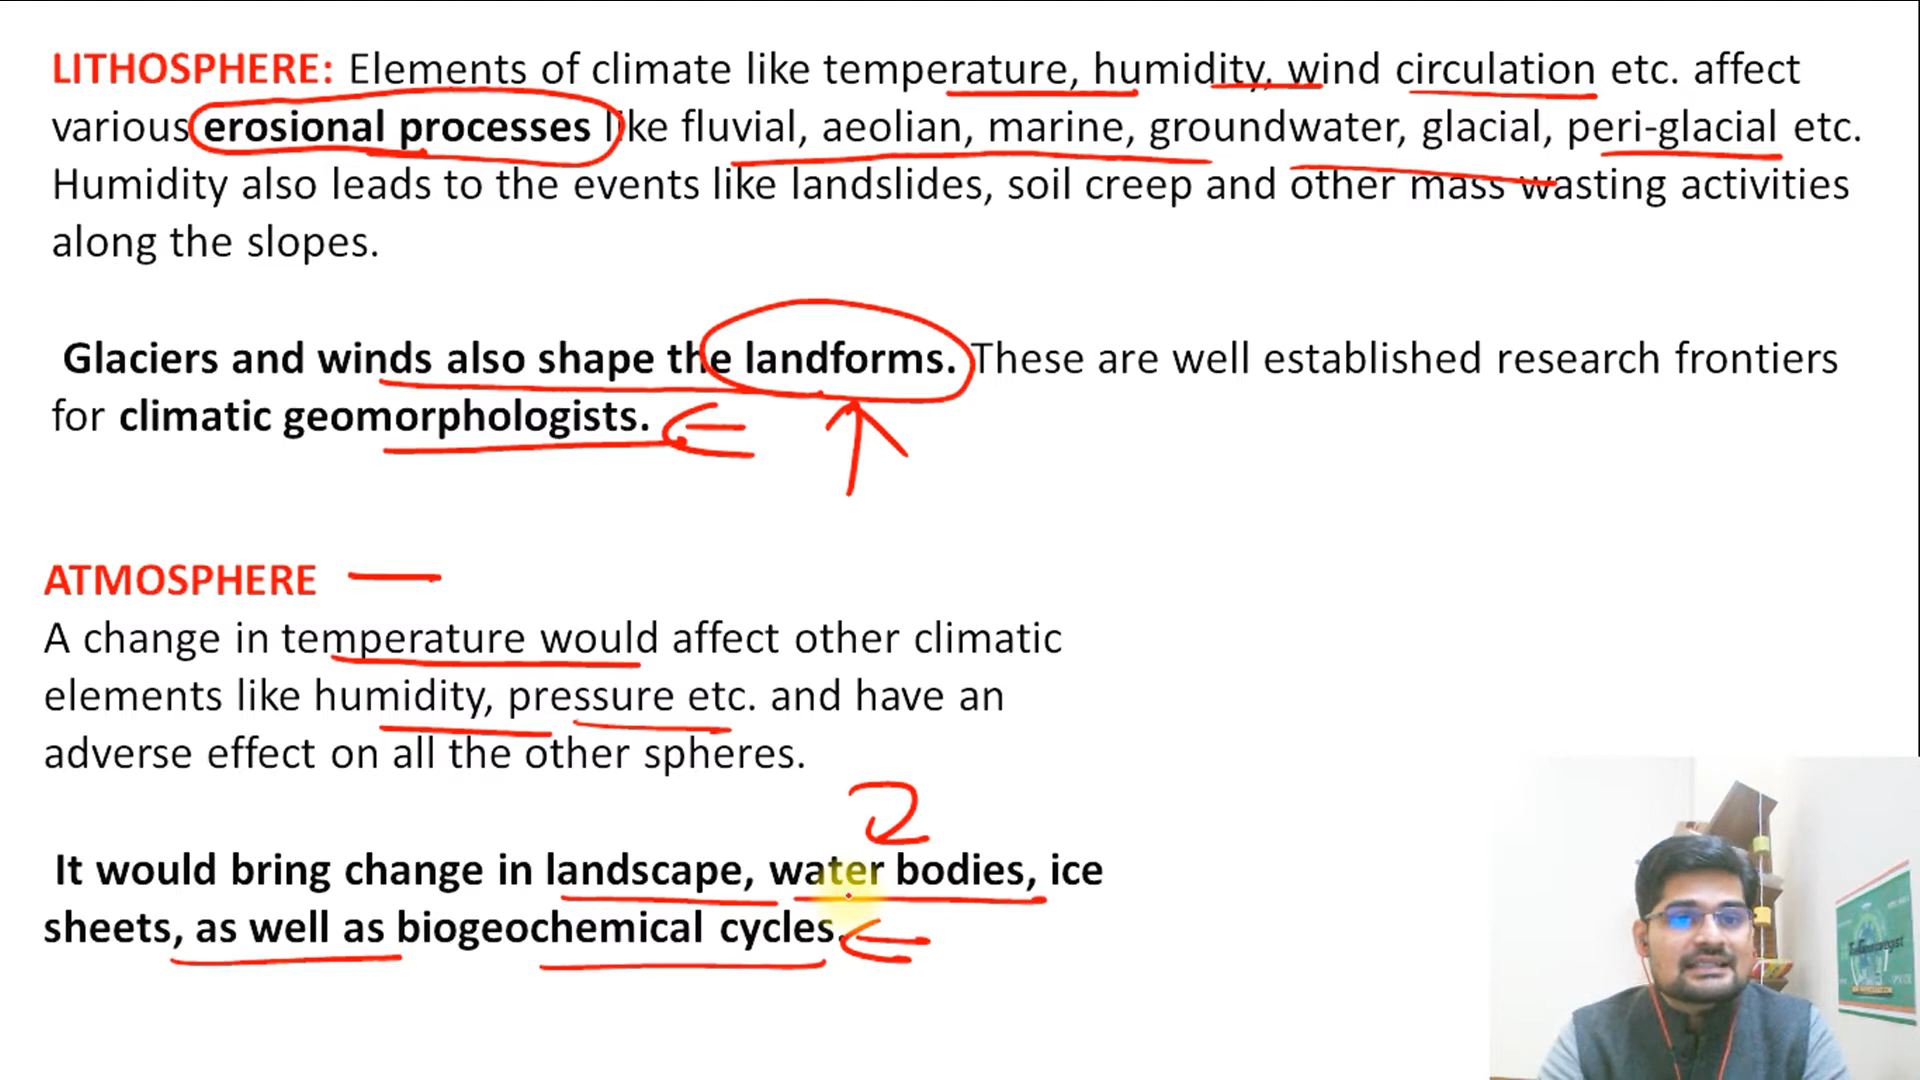 LITHOSPHERE: Elements of climate like temperature, humidity, wind circulation etc. affect
various erosional processes like fluvial, aeolian, marine, groundwater, glacial, peri-glacial etc.
Humidity also leads to the events like landslides, soil creep and other mass wasting activities
along the slopes.
Glaciers and winds also shape the landforms. These are well established research frontiers
for climatic geomorphologists.
ATMOSPHERE
A change in temperature would affect other climatic
elements like humidity, pressure etc. and have an
adverse effect on all the other spheres.
2
It would bring change in landscape, water bodies, ice
sheets, as well as biogeochemical cycles.